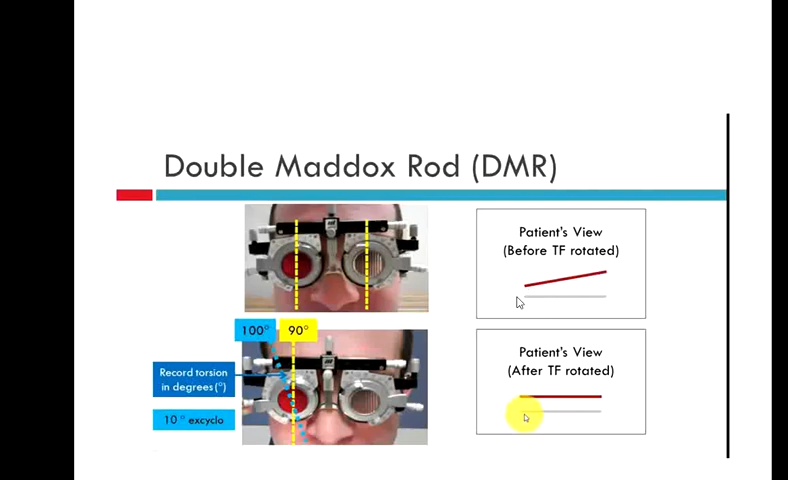 Double Maddox Rod (DMR)
Patient's View
(Before TF rotated)
100°
90°
Record torsion
in degrees (°)
10 ° excyclo
Patient's View
(After TF rotated)